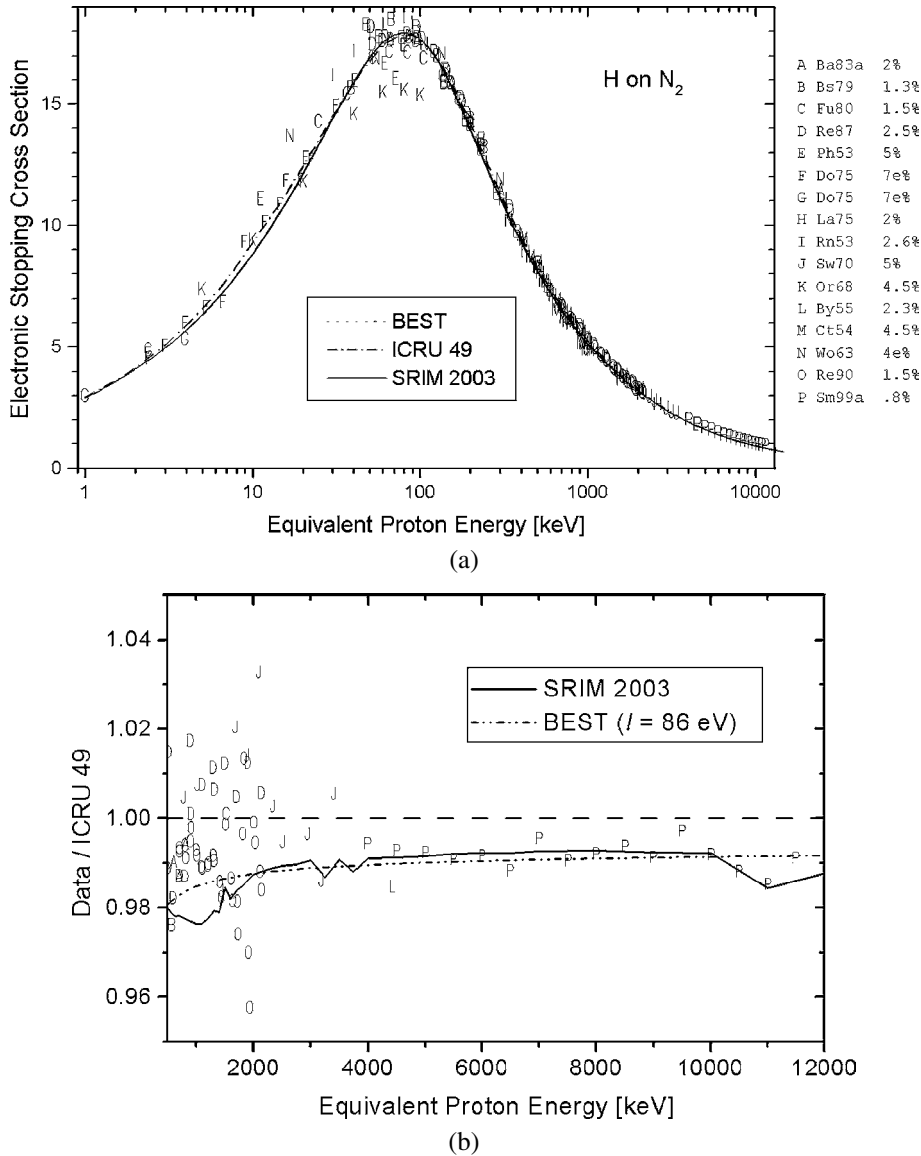 Electronic Stopping Cross Section
15
10
5
0
1
10
100
1000
10000
Equivalent Proton Energy [keV]
H on N2
BEST
ICRU 49
SRIM 2003
A Ba83a 2%
B Bs79 1.3%
C Fu80 1.5%
D Re87 2.5%
E Ph53 5%
F Do75 7e%
G Do75 7e%
H La75 2%
I Rn53 2.6%
J Sw70 5%
K Or68 4.5%
L By55 2.3%
M Ct54 4.5%
N Wo63 4e%
O Re90 1.5%
P Sm99a .8%
(a)
Data / ICRU 49
1.04
1.02
1.00
0.98
0.96
SRIM 2003
BEST (I = 86 eV)
2000
4000
6000
8000
10000
12000
Equivalent Proton Energy [keV]
(b)